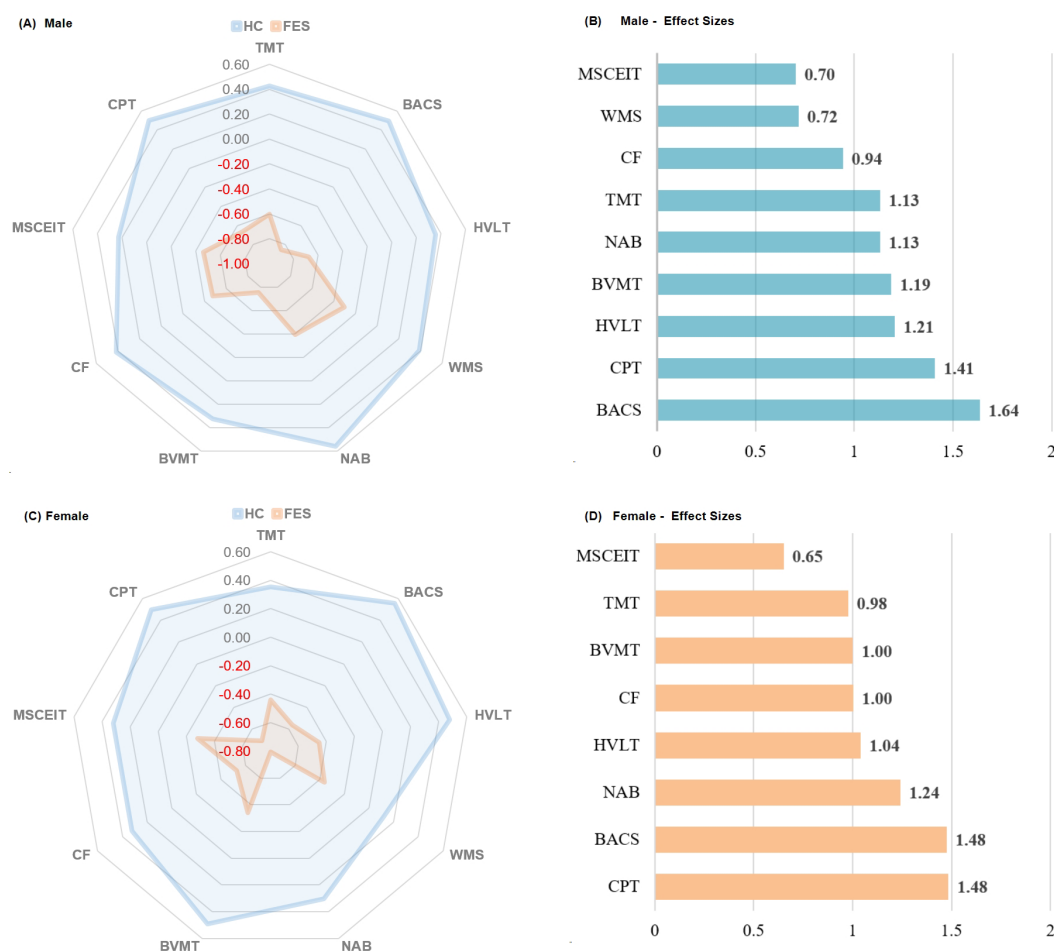 (A) Male
HC FES
TMT
BACS
HVLT
WMS
NAB
BVMT
CF
MSCEIT
CPT
0.60
0.40
0.20
0.00
-0.20
-0.40
-0.60
-0.80
-1.00
(B) Male - Effect Sizes
MSCEIT 0.70
WMS 0.72
CF 0.94
TMT 1.13
NAB 1.13
BVMT 1.19
HVLT 1.21
CPT 1.41
BACS 1.64
0 0.5 1 1.5 2
(C) Female
HC FES
TMT
BACS
HVLT
WMS
NAB
BVMT
CF
MSCEIT
CPT
0.60
0.40
0.20
0.00
-0.20
-0.40
-0.60
-0.80
(D) Female - Effect Sizes
MSCEIT 0.65
TMT 0.98
BVMT 1.00
CF 1.00
HVLT 1.04
NAB 1.24
BACS 1.48
CPT 1.48
0 0.5 1 1.5 2